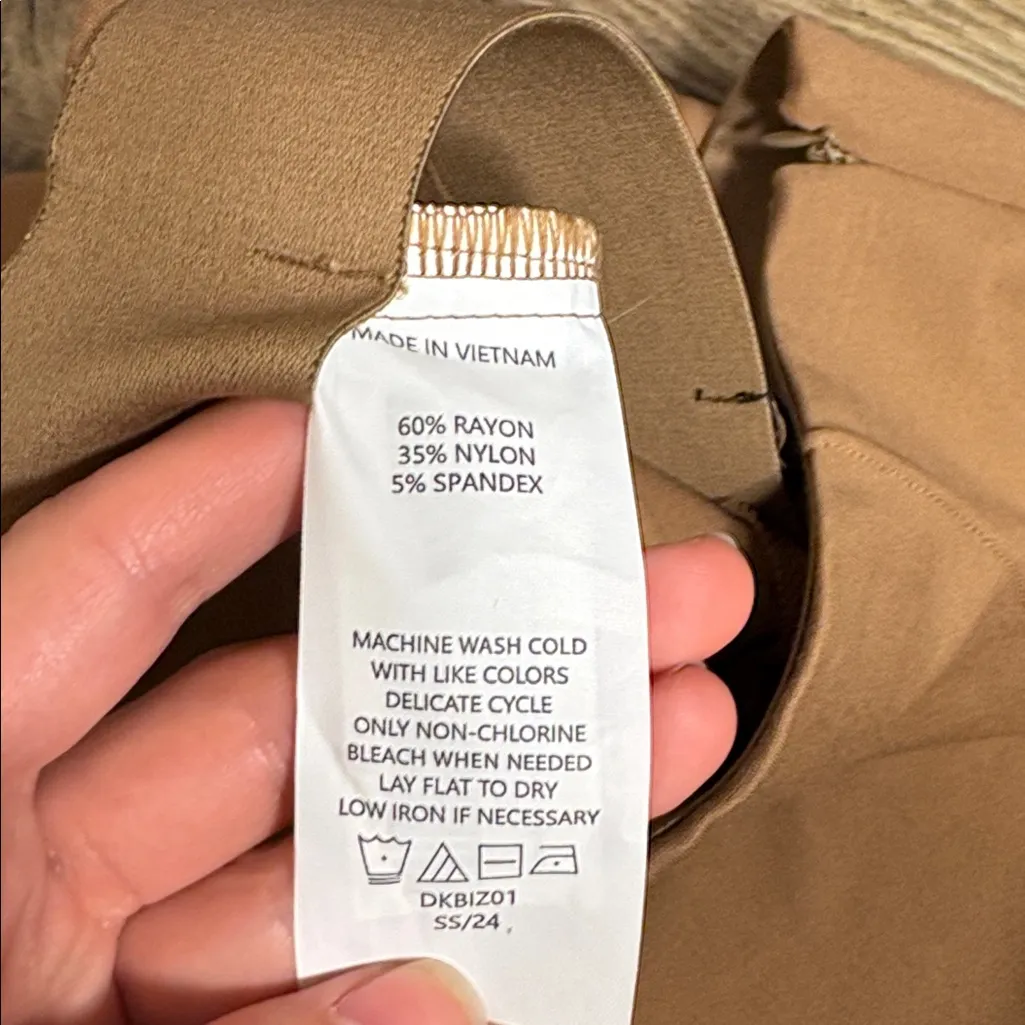 MADE IN VIETNAM
60% RAYON
35% NYLON
5% SPANDEX
MACHINE WASH COLD
WITH LIKE COLORS
DELICATE CYCLE
ONLY NON-CHLORINE
BLEACH WHEN NEEDED
LAY FLAT TO DRY
LOW IRON IF NECESSARY
DKBIZ01
SS/24